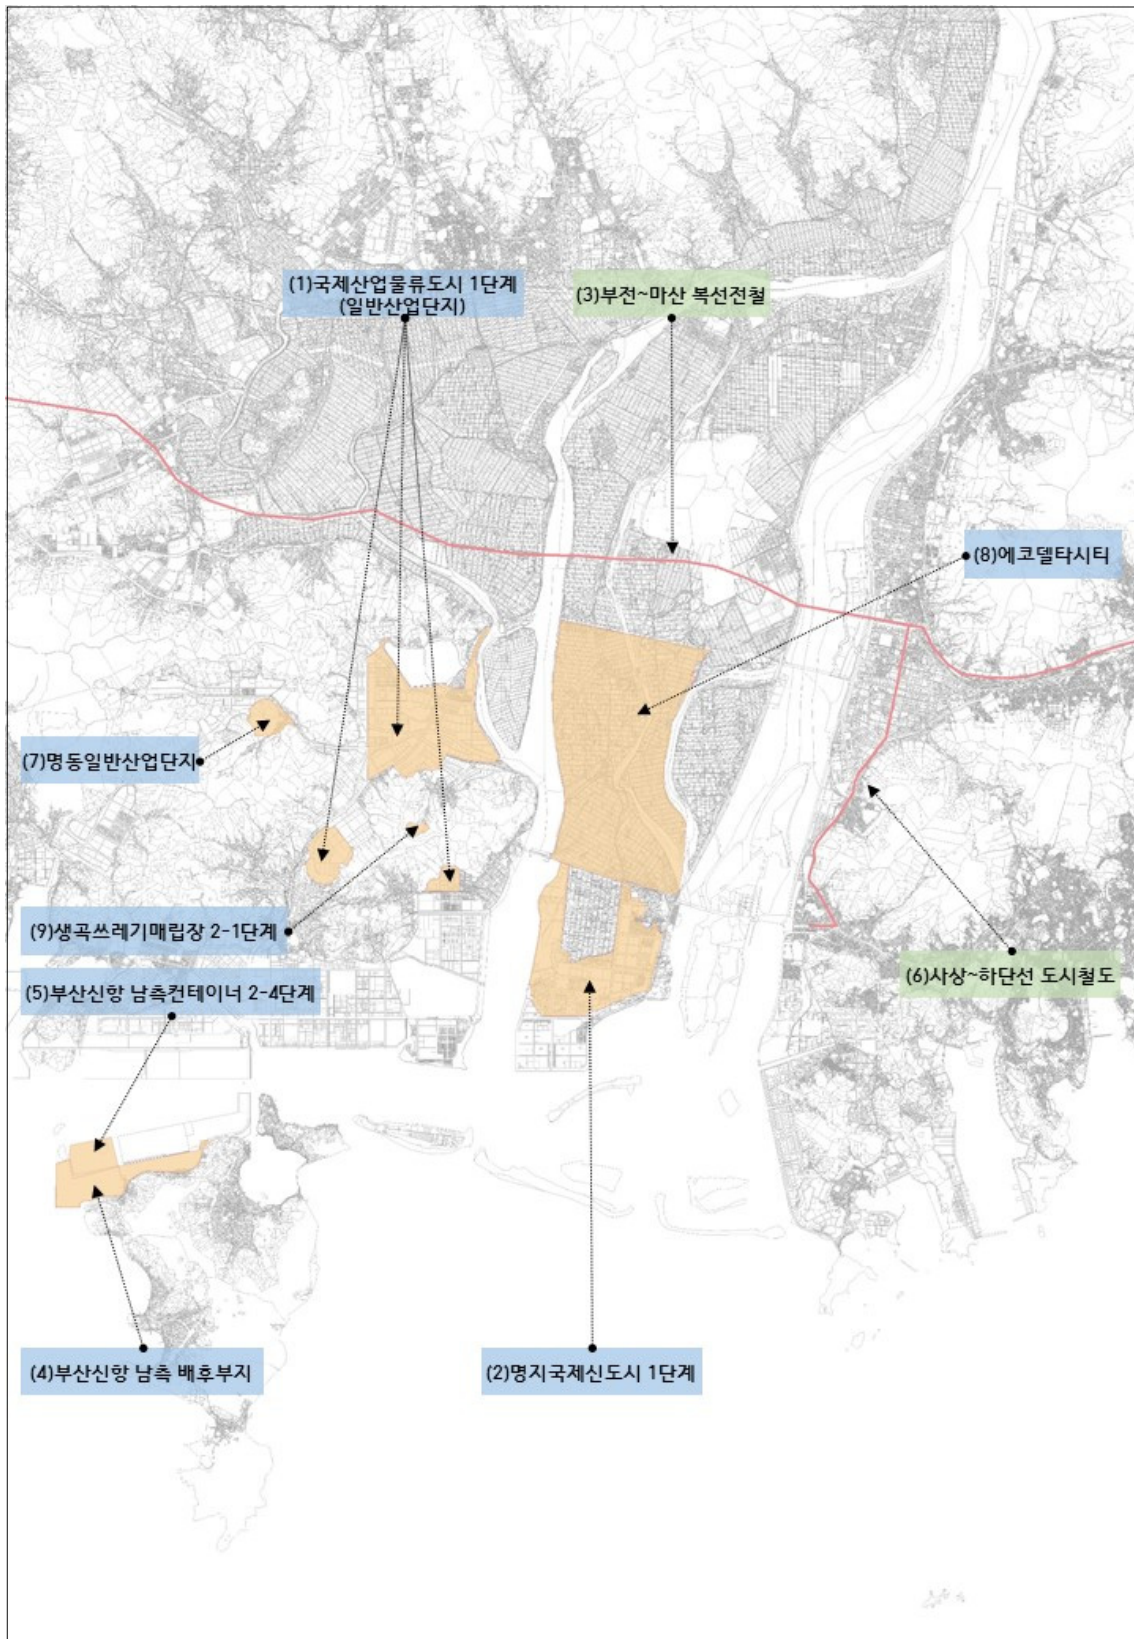 (1)국제산업물류도시 1단계
(일반산업단지)
(3)부전~마산 복선전철
(8)에코델타시티
(7)명동일반산업단지
(9)생곡쓰레기매립장 2-1단계
(5)부산신항 남측컨테이너 2-4단계
(6)사상~하단선 도시철도
(4)부산신항 남측 배후부지
(2)명지국제신도시 1단계